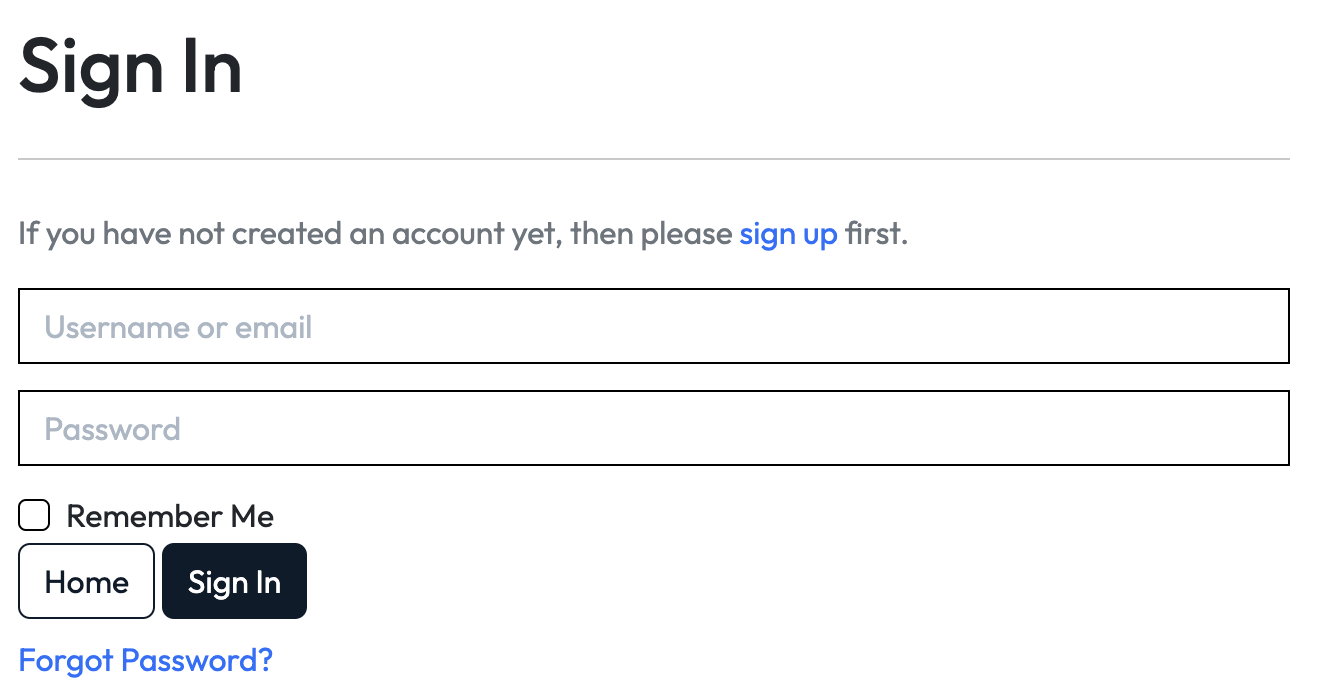 Sign In
If you have not created an account yet, then please sign up first.
Username or email
Password
Remember Me
Home Sign In
Forgot Password?